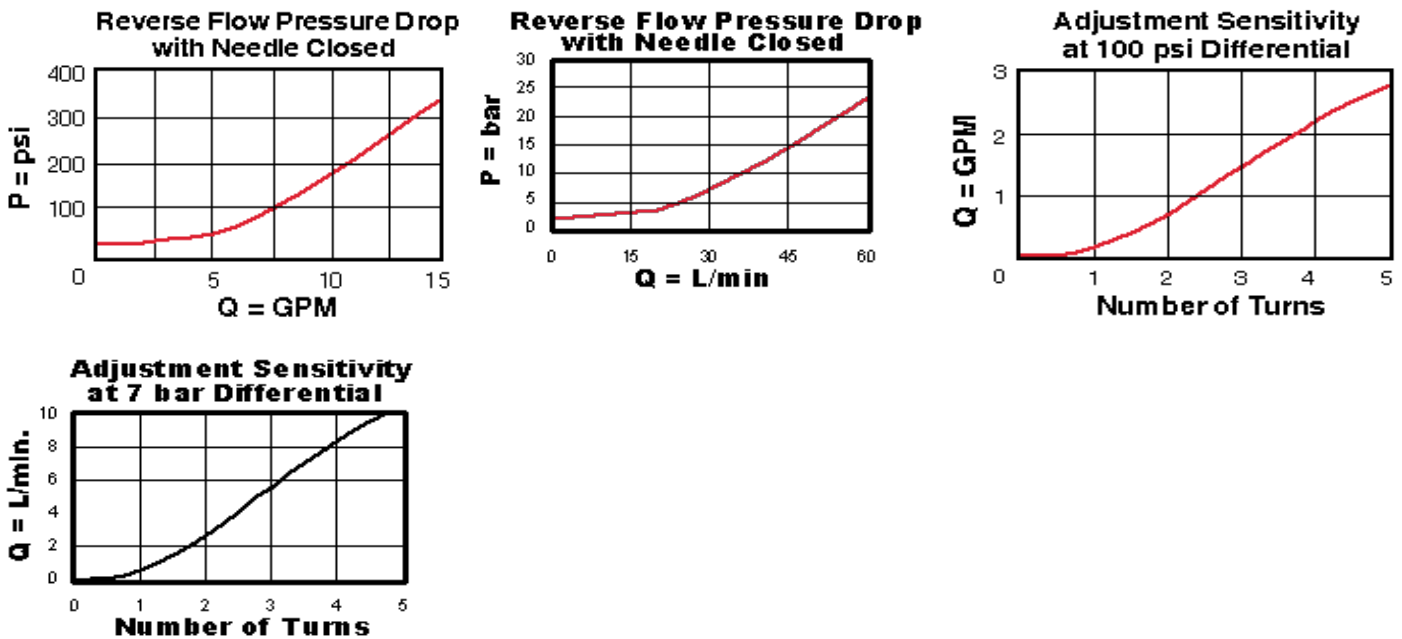 Reverse Flow Pressure Drop
with Needle Closed
400
300
200
100
0
5
10
15
P = psi
Q = GPM
Reverse Flow Pressure Drop
with Needle Closed
30
25
20
15
10
5
0
0
15
30
45
60
P = bar
Q = L/min
Adjustment Sensitivity
at 100 psi Differential
3
2
1
0
1
2
3
4
5
Q = GPM
Number of Turns
Adjustment Sensitivity
at 7 bar Differential
10
8
6
4
2
0
0
1
2
3
4
5
Q = L/min.
Number of Turns